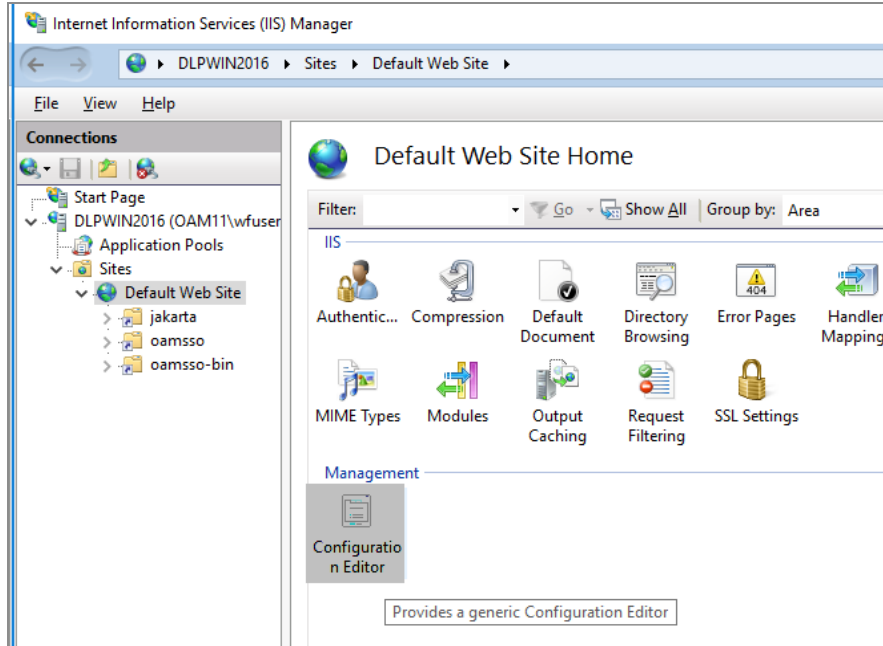 Internet Information Services (IIS) Manager
DLPWIN2016 Sites Default Web Site
File View Help
Connections
Start Page
DLPWIN2016 (OAM11\wfuser
Application Pools
Sites
Default Web Site
jakarta
oamsso
oamsso-bin
Default Web Site Home
Filter: Go Show All Group by: Area
IIS
Authentic... Compression Default Directory Error Pages Handler
Document Browsing Mapping
404
MIME Types Modules Output Request SSL Settings
Caching Filtering
Management
Configuratio
n Editor
Provides a generic Configuration Editor